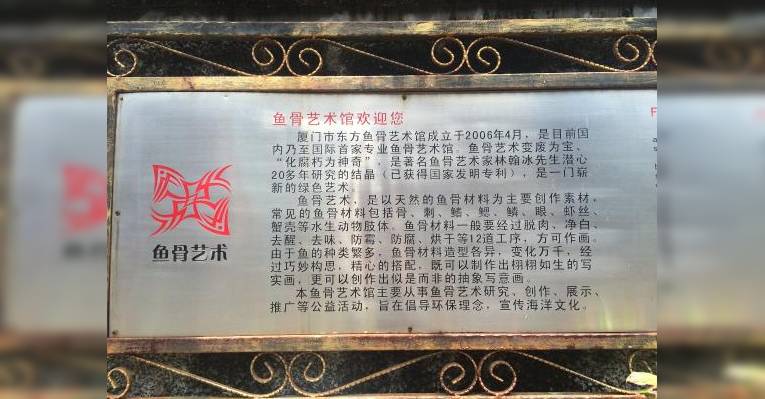 鱼骨艺术馆欢迎您
厦门市东方鱼骨艺术馆成立于2006年4月，是目前国
内乃至国际首家专业鱼骨艺术馆。鱼骨艺术变废为宝、
“化腐朽为神奇”，是著名鱼骨艺术家林翰冰先生潜心
20多年研究的结晶（已获得国家发明专利），是一门崭
新的绿色艺术。
鱼骨艺术，是以天然的鱼骨材料为主要创作素材，
常见的鱼骨材料包括骨、刺、鳍、鳃、鳞、眼、虾丝、
蟹壳等水生动物肢体。鱼骨材料一般要经过脱肉、净白、
去腥、去味、防霉、防腐、烘干等12道工序，方可作画。
由于鱼的种类繁多，鱼骨材料造型各异，变化万千，经
过巧妙构思，精心的搭配，既可以制作出栩栩如生的写
实画，更可以创作出似是而非的抽象写意画。
本鱼骨艺术馆主要从事鱼骨艺术研究、创作、展示、
推广等公益活动，旨在倡导环保理念，宣传海洋文化。
鱼骨艺术